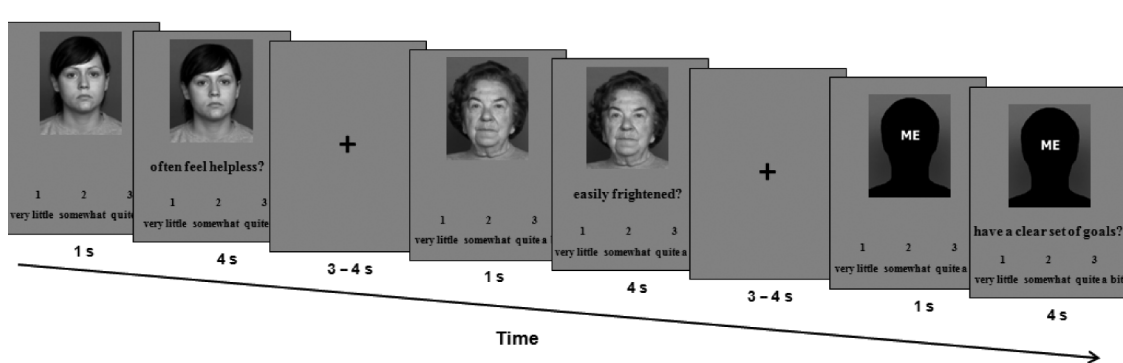 1 2 3
very little somewhat quite
1 s
often feel helpless?
1 2 3
very little somewhat quite
4 s
+
3 – 4 s
1 2 3
very little somewhat quite a
1 s
easily frightened?
1 2 3
very little somewhat quite a
4 s
+
3 – 4 s
ME
1 2 3
very little somewhat quite a
1 s
ME
have a clear set of goals?
1 2 3
very little somewhat quite a bit
4 s
Time